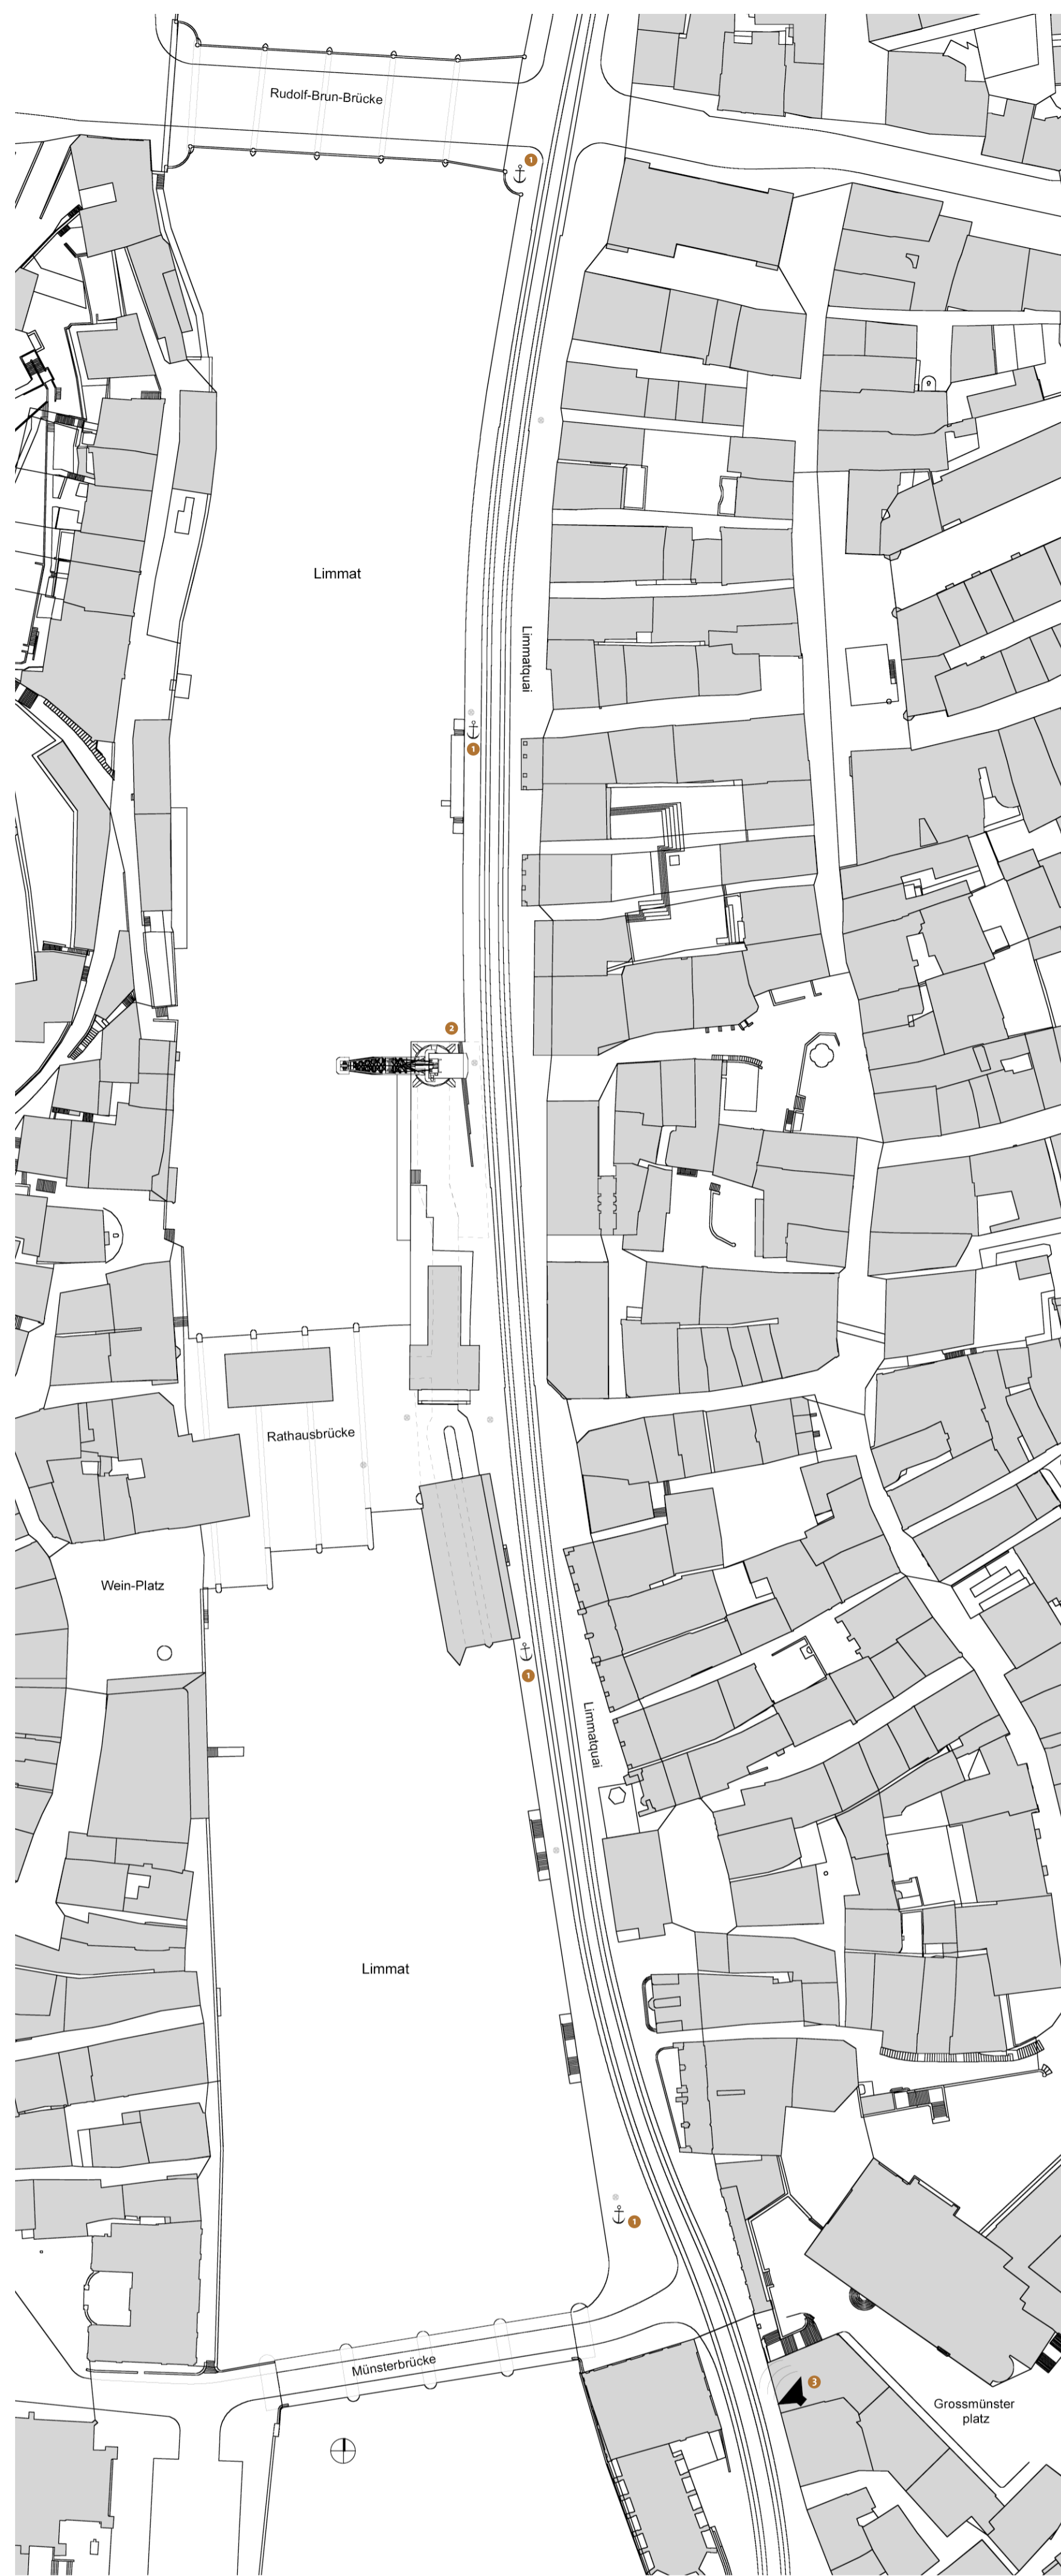 Rudolf-Brun-Brücke
1
Limmat
Limmatquai
1
2
Rathausbrücke
Wein-Platz
1
Limmatquai
Limmat
1
Münsterbrücke
3
Grossmünster
platz